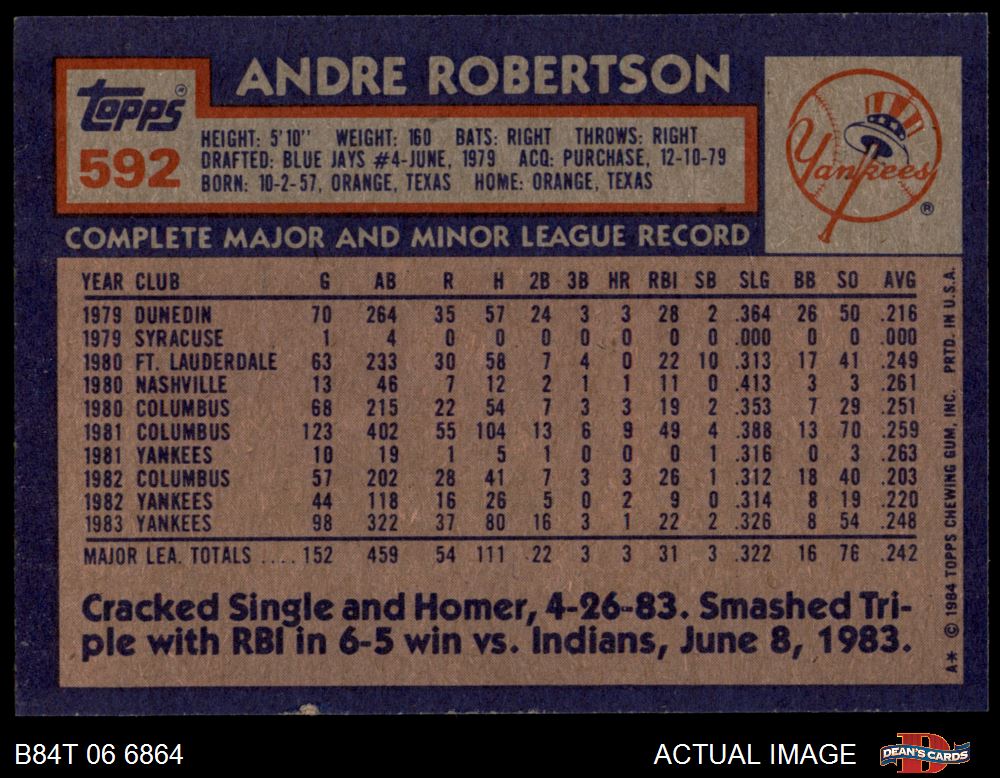 topps®
592
ANDRE ROBERTSON
HEIGHT: 5'10" WEIGHT: 160 BATS: RIGHT THROWS: RIGHT
DRAFTED: BLUE JAYS #4-JUNE, 1979 ACQ: PURCHASE, 12-10-79
BORN: 10-2-57, ORANGE, TEXAS HOME: ORANGE, TEXAS
Yankees
®
COMPLETE MAJOR AND MINOR LEAGUE RECORD
YEAR CLUB G AB R H 2B 3B HR RBI SB SLG BB SO AVG
1979 DUNEDIN 70 264 35 57 24 3 3 28 2 .364 26 50 .216
1979 SYRACUSE 1 4 0 0 0 0 0 0 0 .000 0 0 .000
1980 FT. LAUDERDALE 63 233 30 58 7 4 0 22 10 .313 17 41 .249
1980 NASHVILLE 13 46 7 12 2 1 1 11 0 .413 3 3 .261
1980 COLUMBUS 68 215 22 54 7 3 3 19 2 .353 7 29 .251
1981 COLUMBUS 123 402 55 104 13 6 9 49 4 .388 13 70 .259
1981 YANKEES 10 19 1 5 1 0 0 0 1 .316 0 3 .263
1982 COLUMBUS 57 202 28 41 7 3 3 26 1 .312 18 40 .203
1982 YANKEES 44 118 16 26 5 0 2 9 0 .314 8 19 .220
1983 YANKEES 98 322 37 80 16 3 1 22 2 .326 8 54 .248
MAJOR LEA. TOTALS .... 152 459 54 111 22 3 3 31 3 .322 16 76 .242
Cracked Single and Homer, 4-26-83. Smashed Tri-
ple with RBI in 6-5 win vs. Indians, June 8, 1983.
A* © 1984 TOPPS CHEWING GUM, INC. PRTD. IN U.S.A.
B84T 06 6864
ACTUAL IMAGE
DEAN'S CARDS